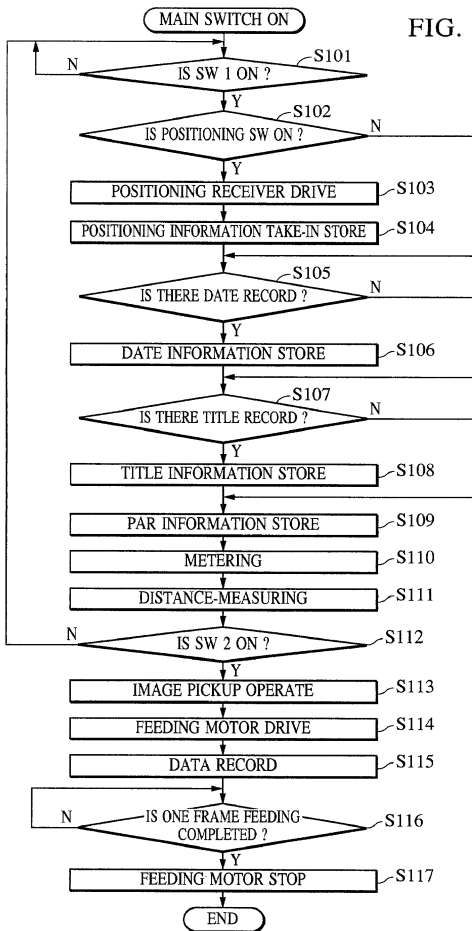 MAIN SWITCH ON
FIG.
S101
N
IS SW 1 ON ?
Y
S102
IS POSITIONING SW ON ?
N
Y
POSITIONING RECEIVER DRIVE
S103
POSITIONING INFORMATION TAKE-IN STORE
S104
S105
IS THERE DATE RECORD ?
N
Y
DATE INFORMATION STORE
S106
S107
IS THERE TITLE RECORD ?
N
Y
TITLE INFORMATION STORE
S108
PAR INFORMATION STORE
S109
METERING
S110
DISTANCE-MEASURING
S111
N
IS SW 2 ON ?
S112
Y
IMAGE PICKUP OPERATE
S113
FEEDING MOTOR DRIVE
S114
DATA RECORD
S115
IS ONE FRAME FEEDING
COMPLETED ?
N
S116
Y
FEEDING MOTOR STOP
S117
END